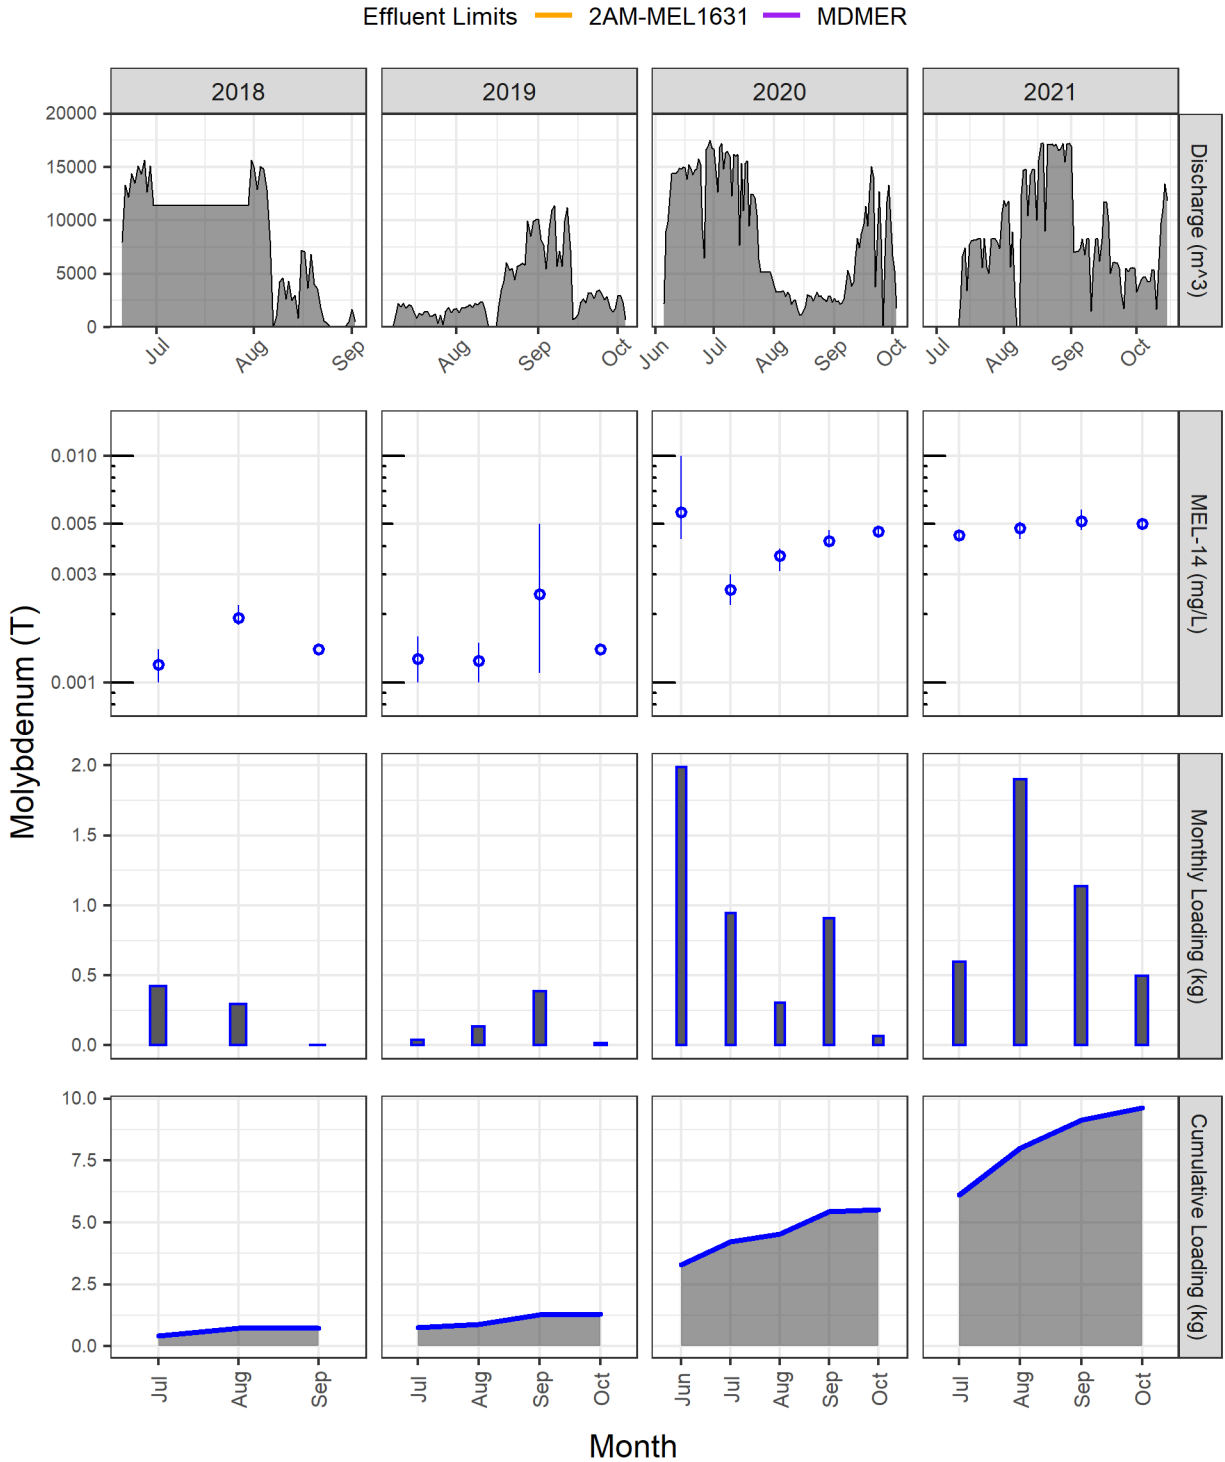 Effluent Limits 2AM-MEL1631 MDMER
2018 2019 2020 2021
20000
15000
10000
5000
0
Discharge (m^3)
Jul Aug Sep Aug Sep Oct Jun Jul Aug Sep Oct Jul Aug Sep Oct
0.010
0.005
0.003
0.001
MEL-14 (mg/L)
Molybdenum (T)
2.0
1.5
1.0
0.5
0.0
Monthly Loading (kg)
10.0
7.5
5.0
2.5
0.0
Cumulative Loading (kg)
Jul Aug Sep Jul Aug Sep Oct Jun Jul Aug Sep Oct Jul Aug Sep Oct
Month